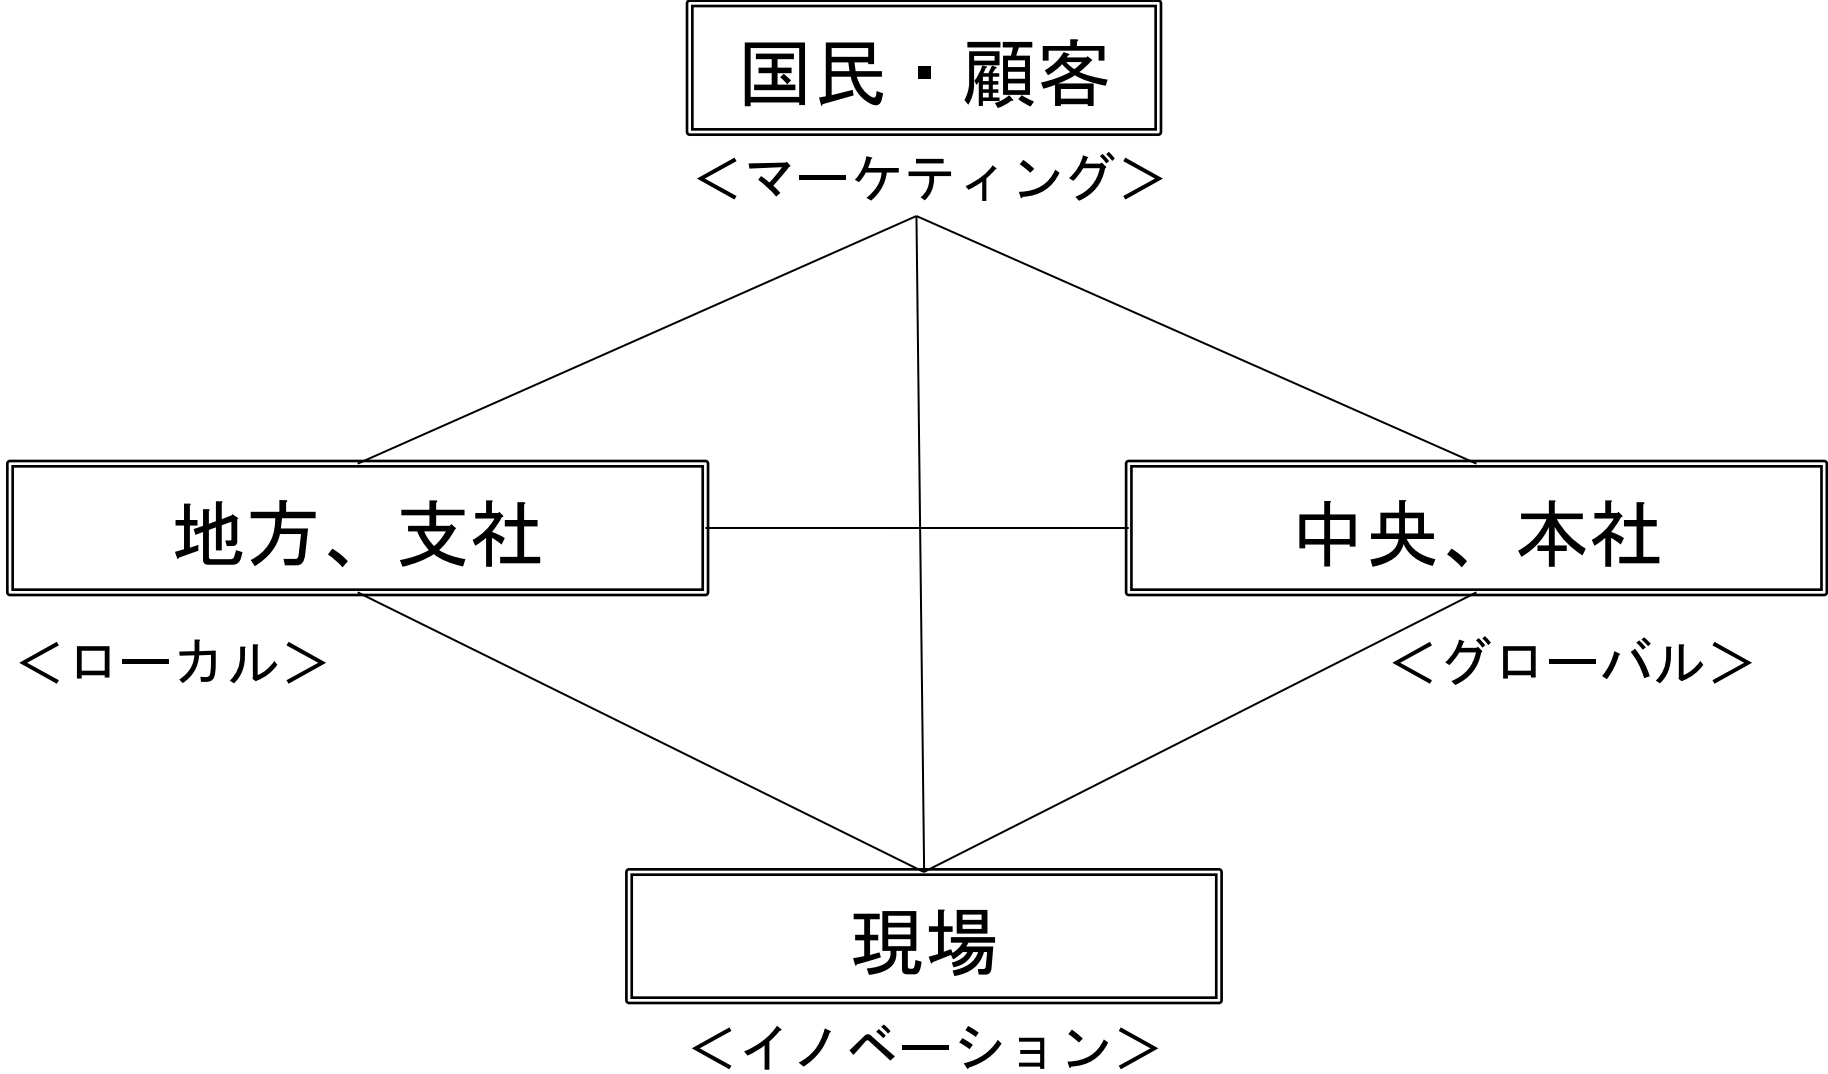 国民・顧客
＜マーケティング＞
地方、支社
中央、本社
＜ローカル＞
＜グローバル＞
現場
＜イノベーション＞